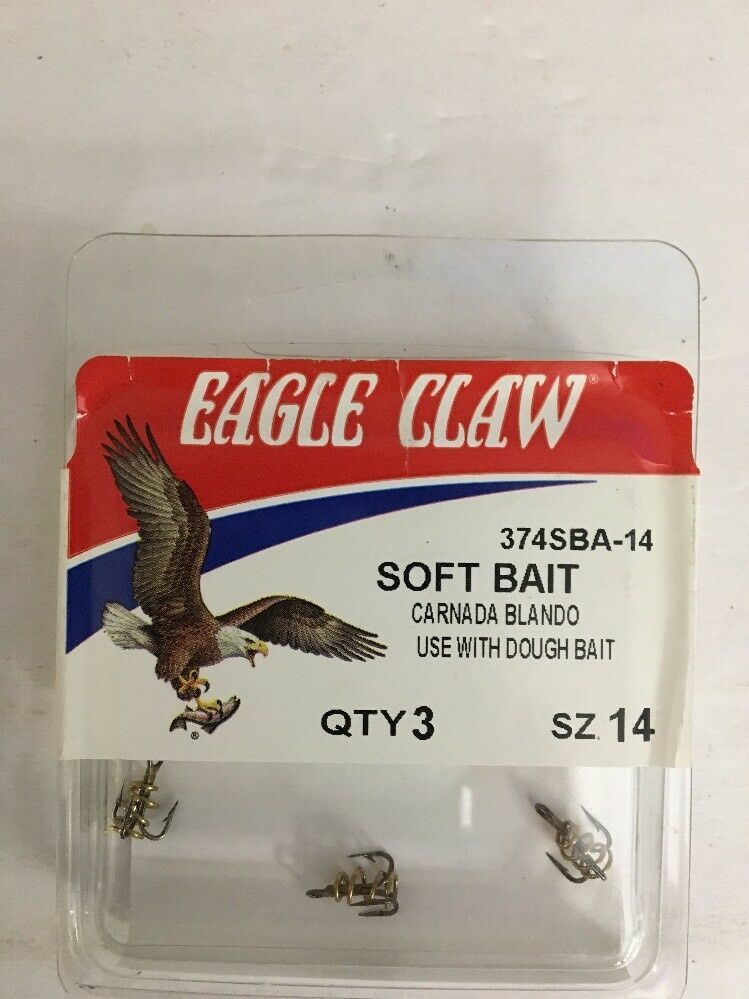 EAGLE CLAW®
374SBA-14
SOFT BAIT
CARNADA BLANDO
USE WITH DOUGH BAIT
QTY 3 SZ. 14
®